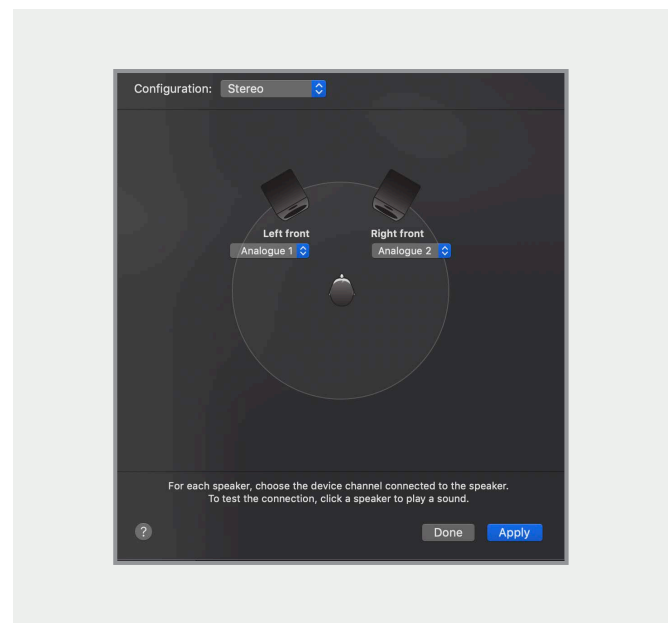 Configuration: Stereo
Left front Right front
Analogue 1 Analogue 2
For each speaker, choose the device channel connected to the speaker.
To test the connection, click a speaker to play a sound.
? Done Apply